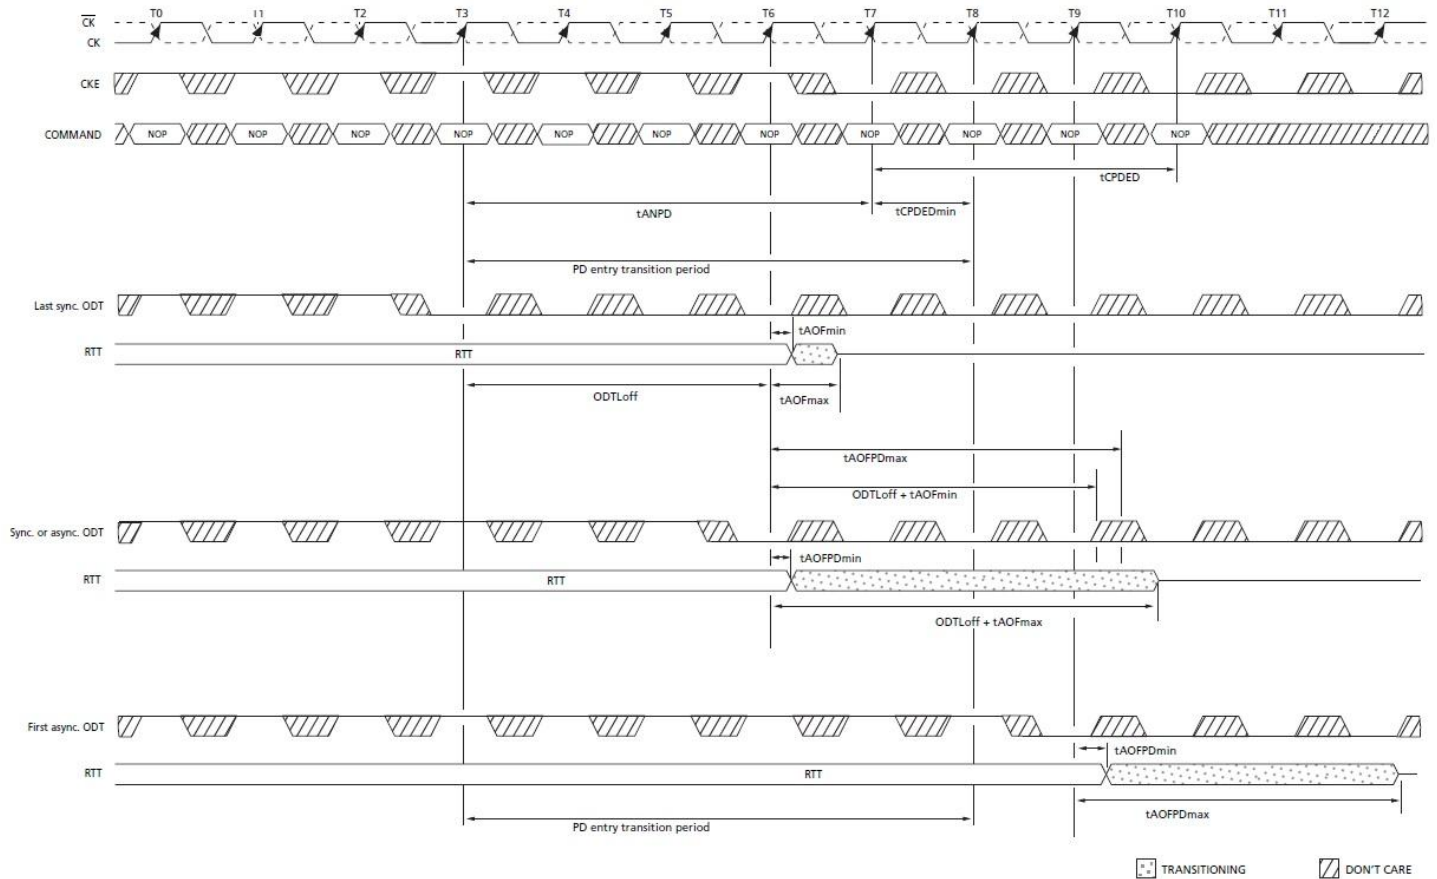 CK T0 T1 T2 T3 T4 T5 T6 T7 T8 T9 T10 T11 T12
CK
CKE
COMMAND NOP NOP NOP NOP NOP NOP NOP NOP NOP NOP NOP
tCPDED
tANPD tCPDEDmin
PD entry transition period
Last sync. ODT
tAOFmin
RTT RTT
ODTLoff tAOFmax
tAOFPDmax
ODTLoff + tAOFmin
Sync. or async. ODT
tAOFPDmin
RTT RTT
ODTLoff + tAOFmax
First async. ODT
tAOFPDmin
RTT RTT
tAOFPDmax
PD entry transition period
TRANSITIONING DON'T CARE